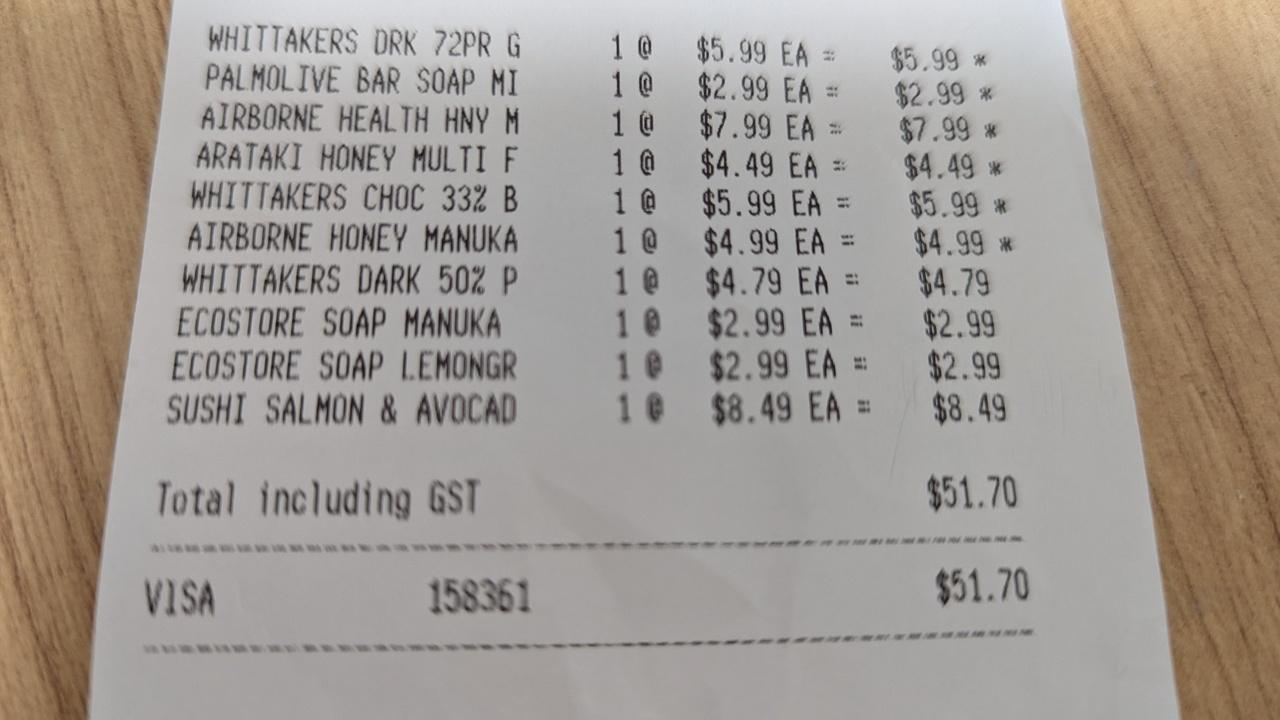 WHITTAKERS DRK 72PR G 1 @ $5.99 EA = $5.99 *
PALMOLIVE BAR SOAP MI 1 @ $2.99 EA = $2.99 *
AIRBORNE HEALTH HNY M 1 @ $7.99 EA = $7.99 *
ARATAKI HONEY MULTI F 1 @ $4.49 EA = $4.49 *
WHITTAKERS CHOC 33% B 1 @ $5.99 EA = $5.99 *
AIRBORNE HONEY MANUKA 1 @ $4.99 EA = $4.99 *
WHITTAKERS DARK 50% P 1 @ $4.79 EA = $4.79
ECOSTORE SOAP MANUKA 1 @ $2.99 EA = $2.99
ECOSTORE SOAP LEMONGR 1 @ $2.99 EA = $2.99
SUSHI SALMON & AVOCAD 1 @ $8.49 EA = $8.49
Total including GST $51.70
VISA 158361 $51.70